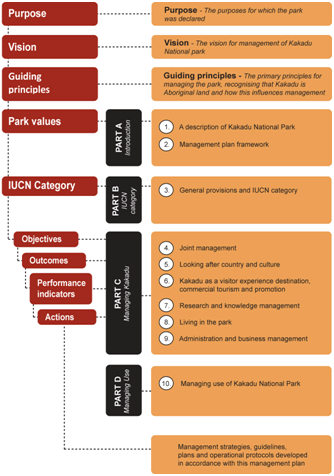 Purpose
Purpose - The purposes for which the park
was declared
Vision
Vision - The vision for management of Kakadu
National park
Guiding
principles
Guiding principles - The primary principles for
managing the park, recognising that Kakadu is
Aboriginal land and how this influences management
Park values
PART A
Introduction
1 A description of Kakadu National Park
2 Management plan framework
IUCN Category
PART B
IUCN
category
3 General provisions and IUCN category
Objectives
Outcomes
Performance
indicators
Actions
PART C
Managing Kakadu
4 Joint management
5 Looking after country and culture
6 Kakadu as a visitor experience destination,
commercial tourism and promotion
7 Research and knowledge management
8 Living in the park
9 Administration and business management
PART D
Managing Use
10. Managing use of Kakadu National Park
Management strategies, guidelines,
plans and operational protocols developed
in accordance with this management plan